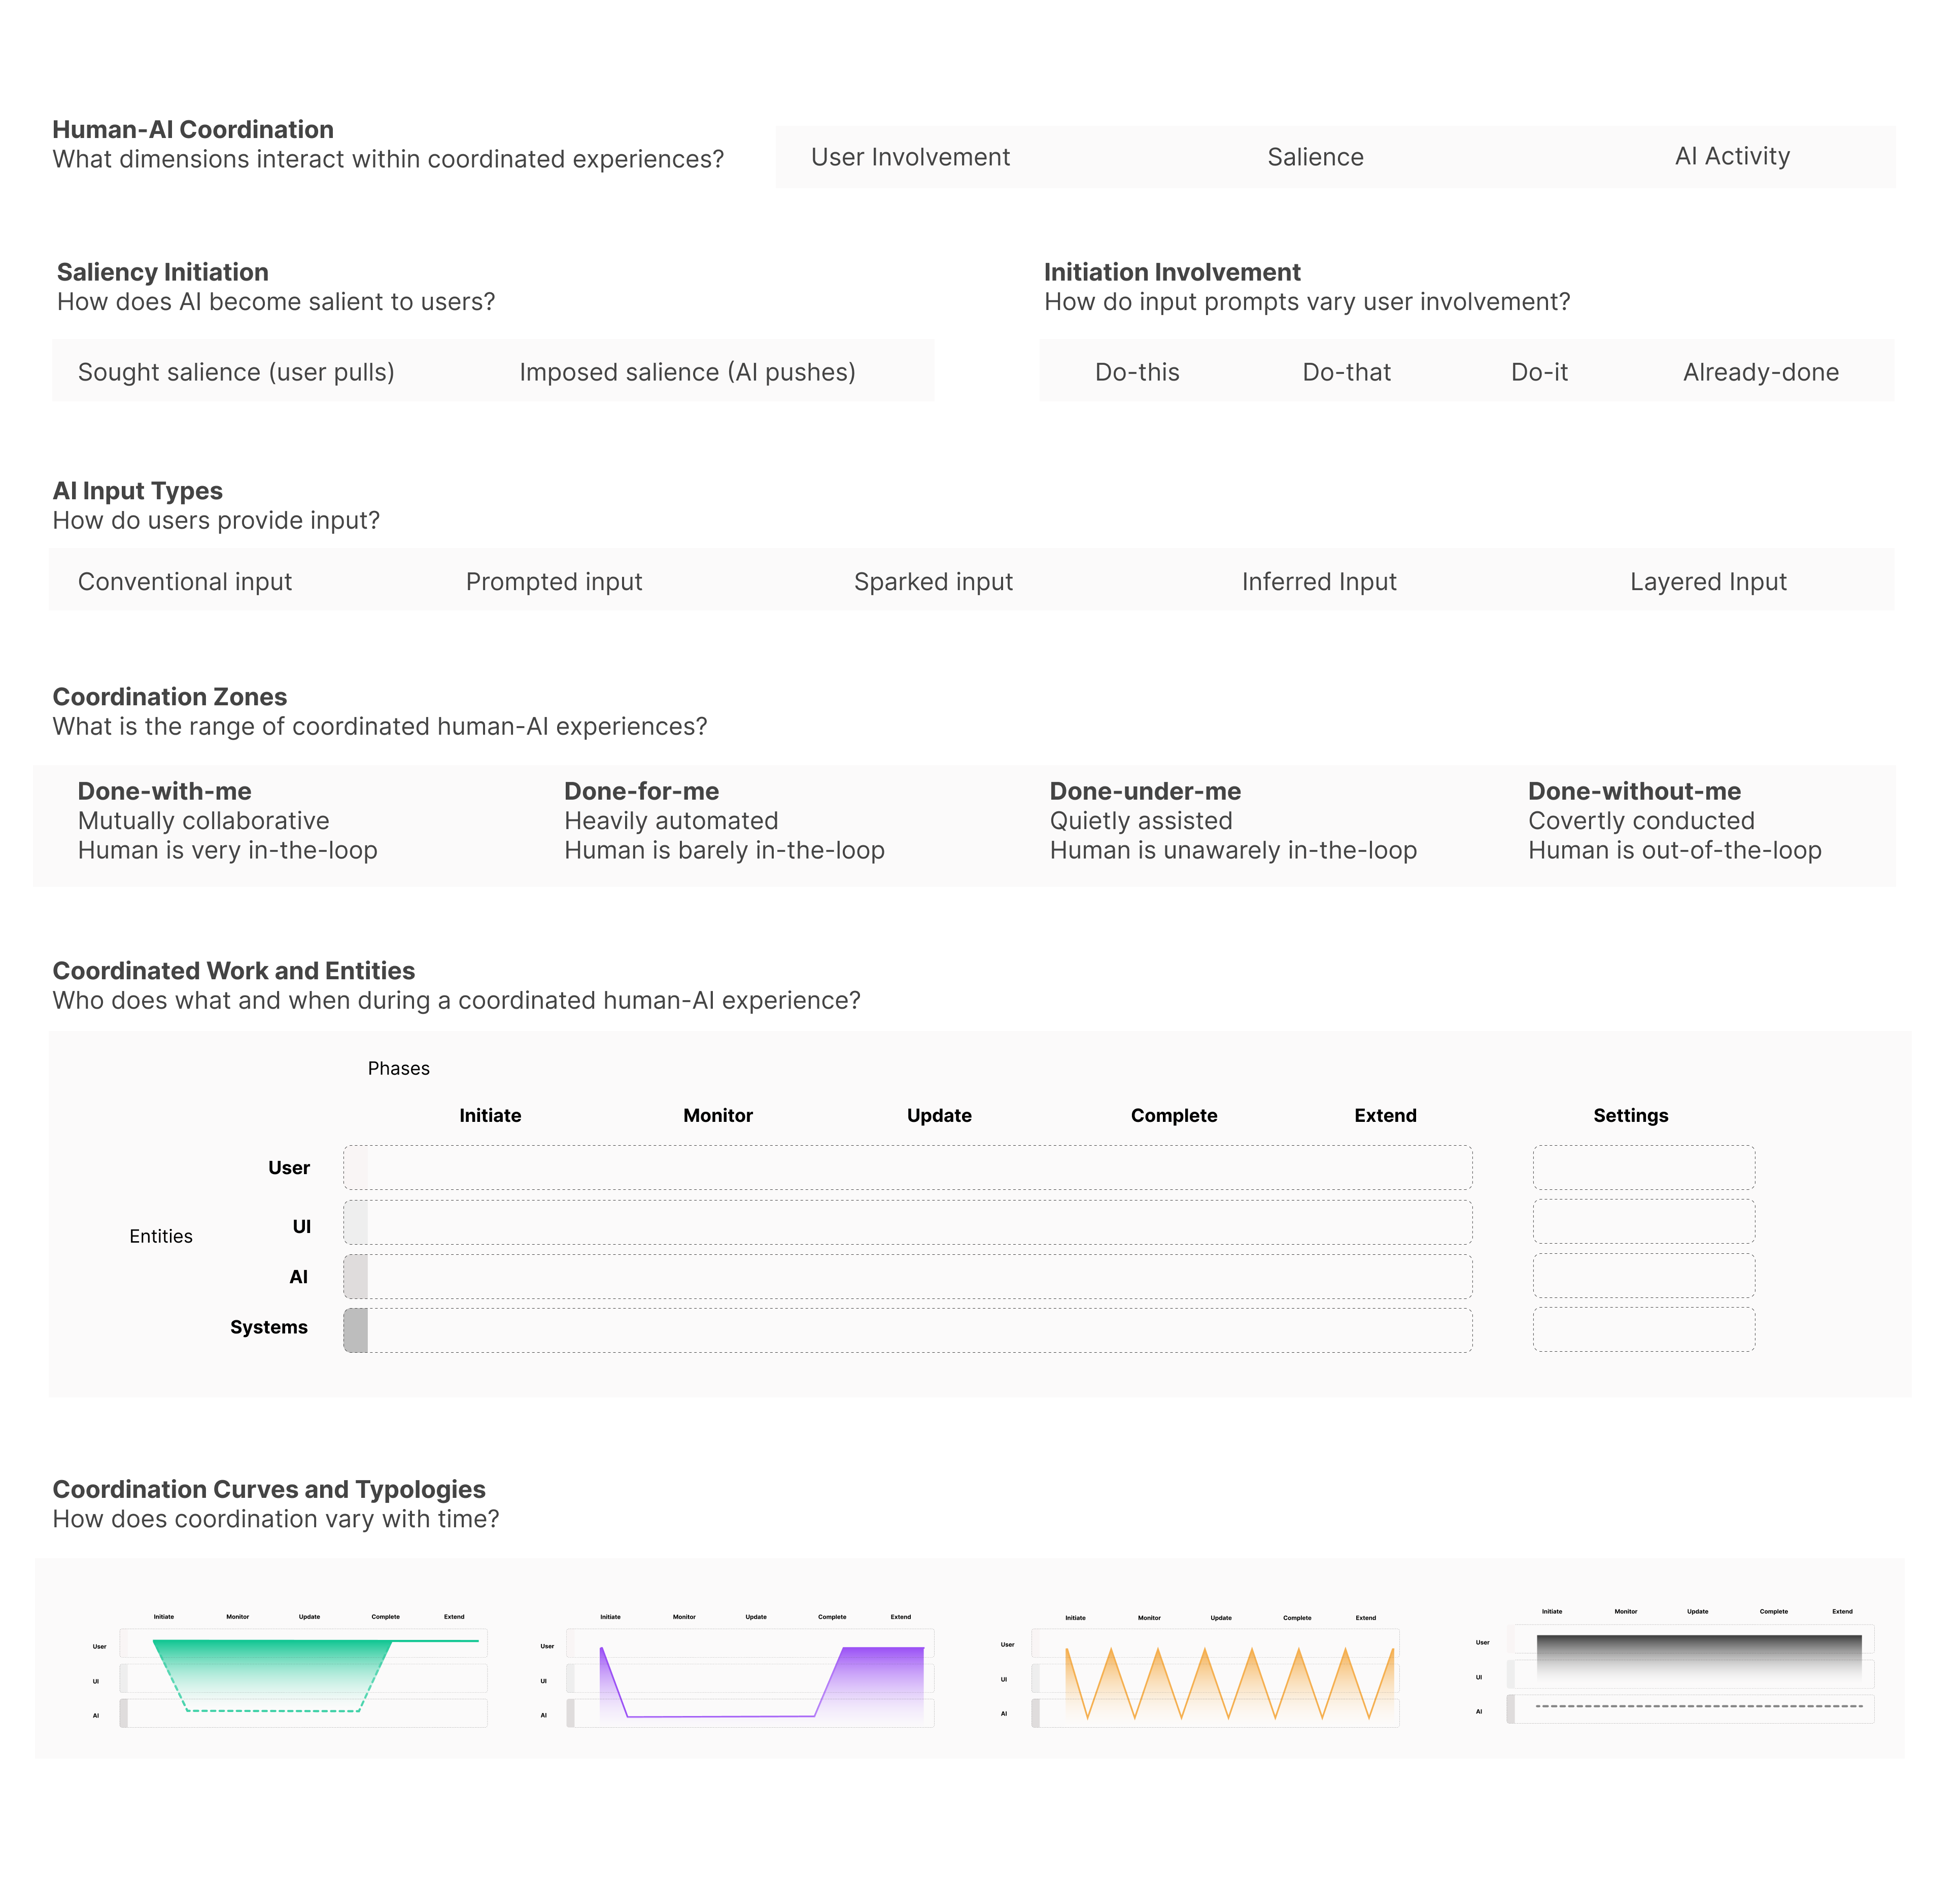 Human-AI Coordination
What dimensions interact within coordinated experiences?
User Involvement
Salience
AI Activity
Saliency Initiation
How does AI become salient to users?
Sought salience (user pulls)
Imposed salience (AI pushes)
Initiation Involvement
How do input prompts vary user involvement?
Do-this
Do-that
Do-it
Already-done
AI Input Types
How do users provide input?
Conventional input
Prompted input
Sparked input
Inferred Input
Layered Input
Coordination Zones
What is the range of coordinated human-AI experiences?
Done-with-me
Mutually collaborative
Human is very in-the-loop
Done-for-me
Heavily automated
Human is barely in-the-loop
Done-under-me
Quietly assisted
Human is unawarely in-the-loop
Done-without-me
Covertly conducted
Human is out-of-the-loop
Coordinated Work and Entities
Who does what and when during a coordinated human-AI experience?
Phases
Initiate
Monitor
Update
Complete
Extend
Settings
Entities
User
UI
AI
Systems
Coordination Curves and Typologies
How does coordination vary with time?
Initiate
Monitor
Update
Complete
Extend
User
UI
AI
Initiate
Monitor
Update
Complete
Extend
User
UI
AI
Initiate
Monitor
Update
Complete
Extend
User
UI
AI
Initiate
Monitor
Update
Complete
Extend
User
UI
AI